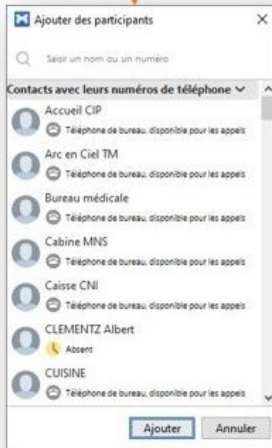 Ajouter des participants
Saisir un nom ou un numéro
Contacts avec leurs numéros de téléphone
Accueil CIP
Téléphone de bureau, disponible pour les appels
Arc en Ciel TM
Téléphone de bureau, disponible pour les appels
Bureau médicale
Téléphone de bureau, disponible pour les appels
Cabine MNS
Téléphone de bureau, disponible pour les appels
Caisse CNI
Téléphone de bureau, disponible pour les appels
CLEMENTZ Albert
Absent
CUISINE
Téléphone de bureau, disponible pour les appels
Ajouter Annuler